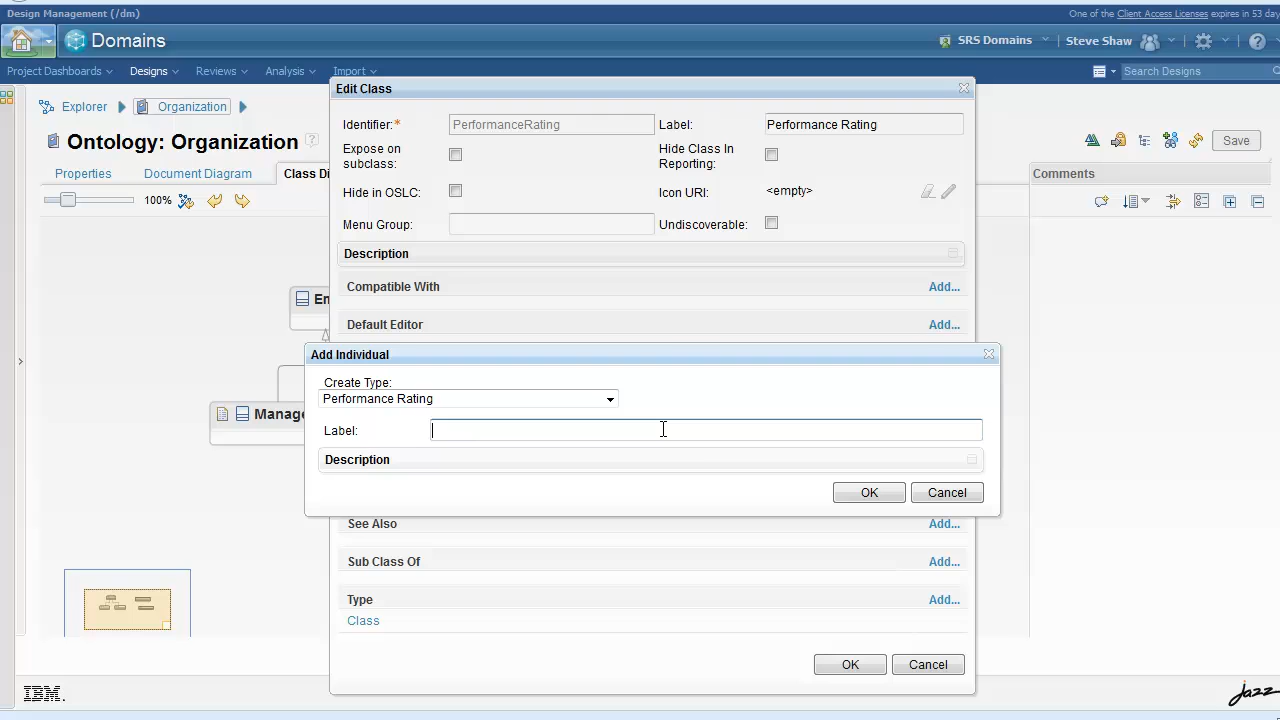 Design Management (/dm)
One of the Client Access Licenses expires in 53 day
Domains
SRS Domains
Steve Shaw
Project Dashboards
Designs
Reviews
Analysis
Import
Search Designs
Explorer
Organization
Ontology: Organization
Save
Properties
Document Diagram
Class Di
Comments
100%
En
Manage
Edit Class
Identifier:*
PerformanceRating
Label:
Performance Rating
Expose on
subclass:
Hide Class In
Reporting:
Hide in OSLC:
Icon URI:
<empty>
Menu Group:
Undiscoverable:
Description
Compatible With
Add...
Default Editor
Add...
Add Individual
Create Type:
Performance Rating
Label:
Description
OK
Cancel
See Also
Add...
Sub Class Of
Add...
Type
Add...
Class
OK
Cancel
IBM.
jazz